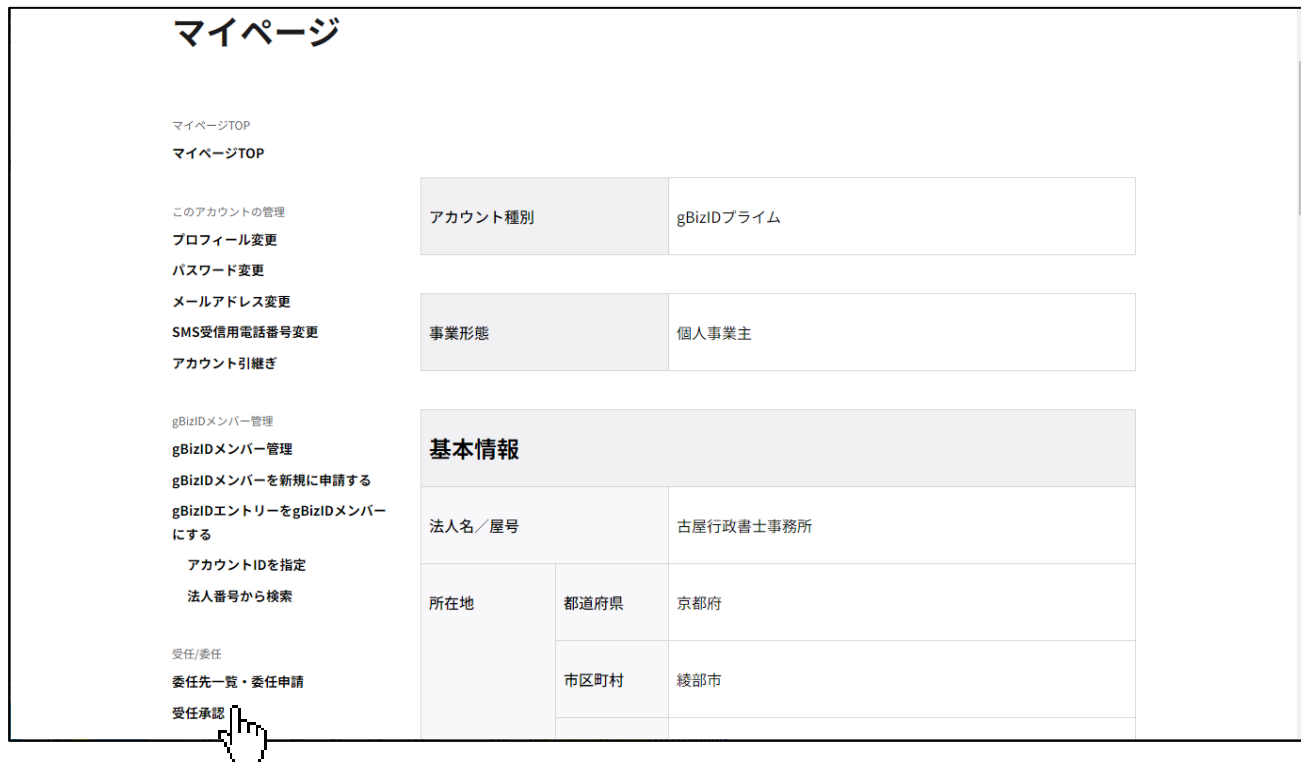 マイページ
マイページTOP
マイページTOP
このアカウントの管理
プロフィール変更
パスワード変更
メールアドレス変更
SMS受信用電話番号変更
アカウント引継ぎ
gBizIDメンバー管理
gBizIDメンバー管理
gBizIDメンバーを新規に申請する
gBizIDエントリーをgBizIDメンバー
にする
アカウントIDを指定
法人番号から検索
受任/委任
委任先一覧・委任申請
受任承認
アカウント種別 gBizIDプライム
事業形態 個人事業主
基本情報
法人名／屋号 古屋行政書士事務所
所在地 都道府県 京都府
市区町村 綾部市